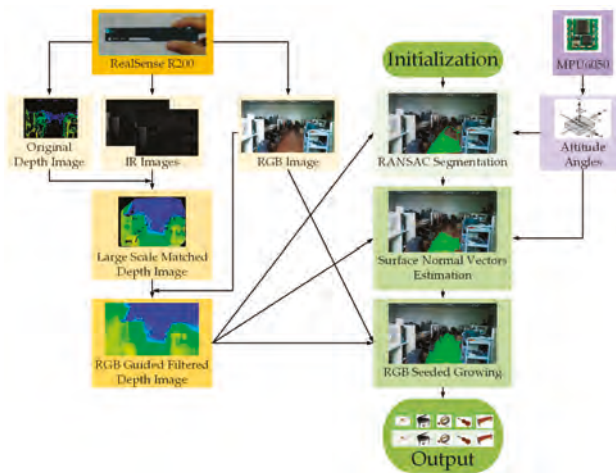 RealSense R200
Initialization
MPU6050
Original
Depth Image
IR Images
RGB Image
RANSAC Segmentation
Attitude
Angles
Large Scale Matched
Depth Image
Surface Normal Vectors
Estimation
RGB Guided Filtered
Depth Image
RGB Seeded Growing
Output